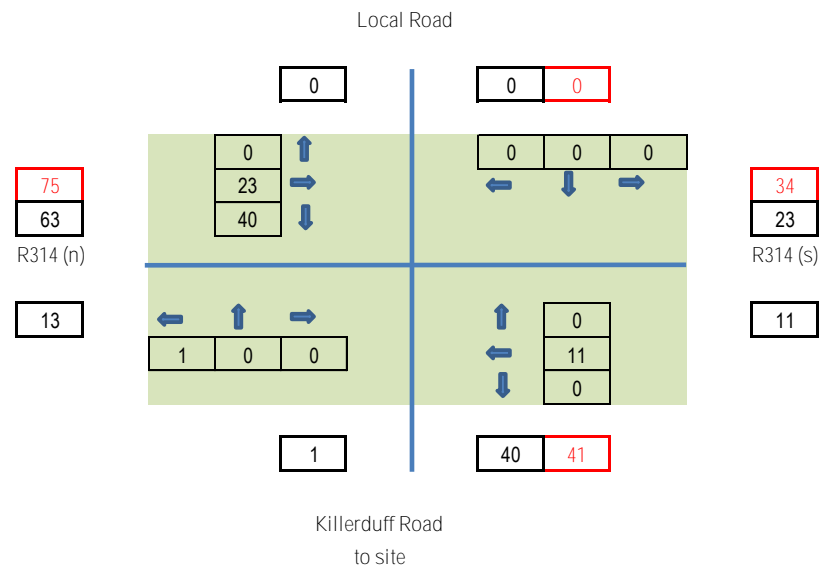 Local Road
0 0 0
0 0 0 0
75 23 34
63 40 23
R314 (n) R314 (s)
13 0 11
1 0 0 11
0
1 40 41
Killerduff Road
to site